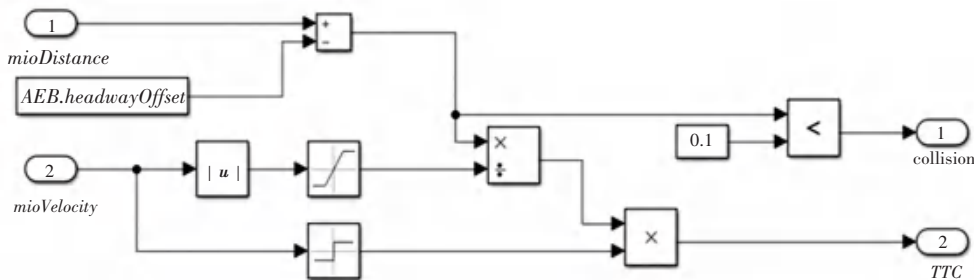 1
mioDistance
+
−
AEB.headwayOffset
2
mioVelocity
| u |
×
÷
0.1
<
1
collision
×
2
TTC